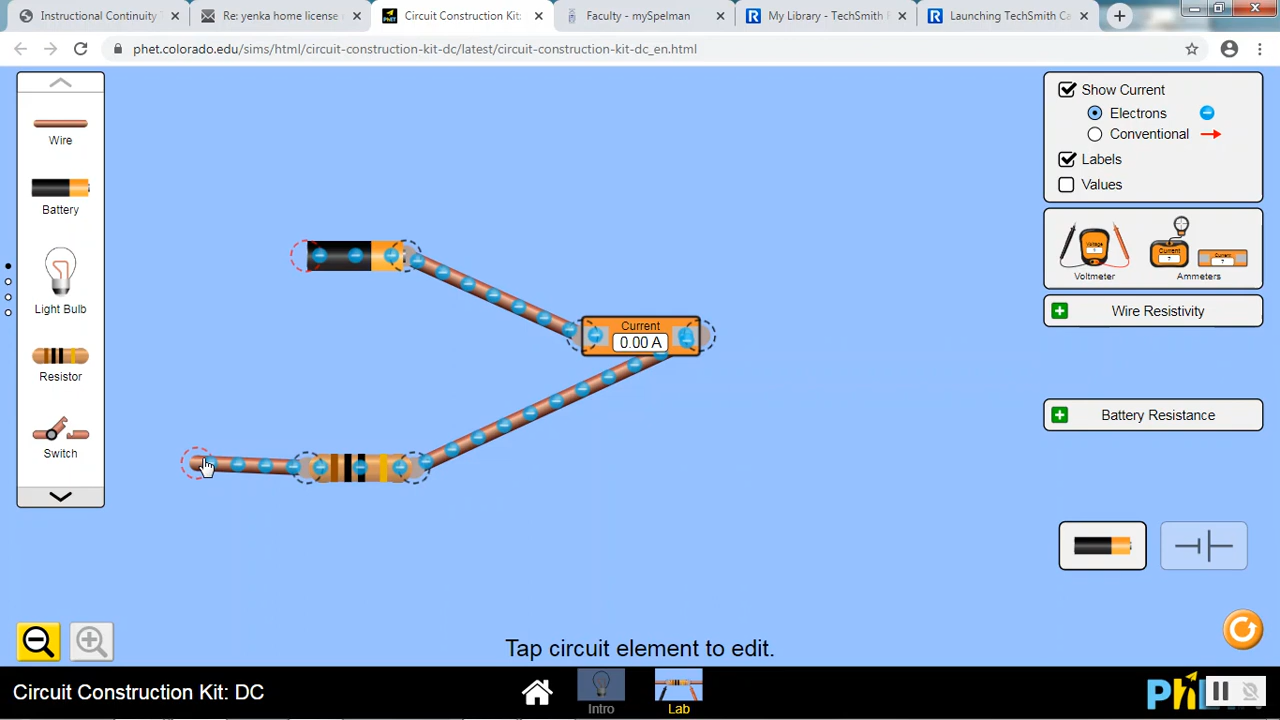 Instructional Continuity
Re: yenka home license
Circuit Construction Kit:
Faculty - mySpelman
My Library - TechSmith
Launching TechSmith Ca
phet.colorado.edu/sims/html/circuit-construction-kit-dc/latest/circuit-construction-kit-dc_en.html
Wire
Battery
Light Bulb
Resistor
Switch
Current
0.00 A
Show Current
Electrons
Conventional
Labels
Values
Voltmeter
Ammeters
Wire Resistivity
Battery Resistance
Tap circuit element to edit.
Circuit Construction Kit: DC
Intro
Lab